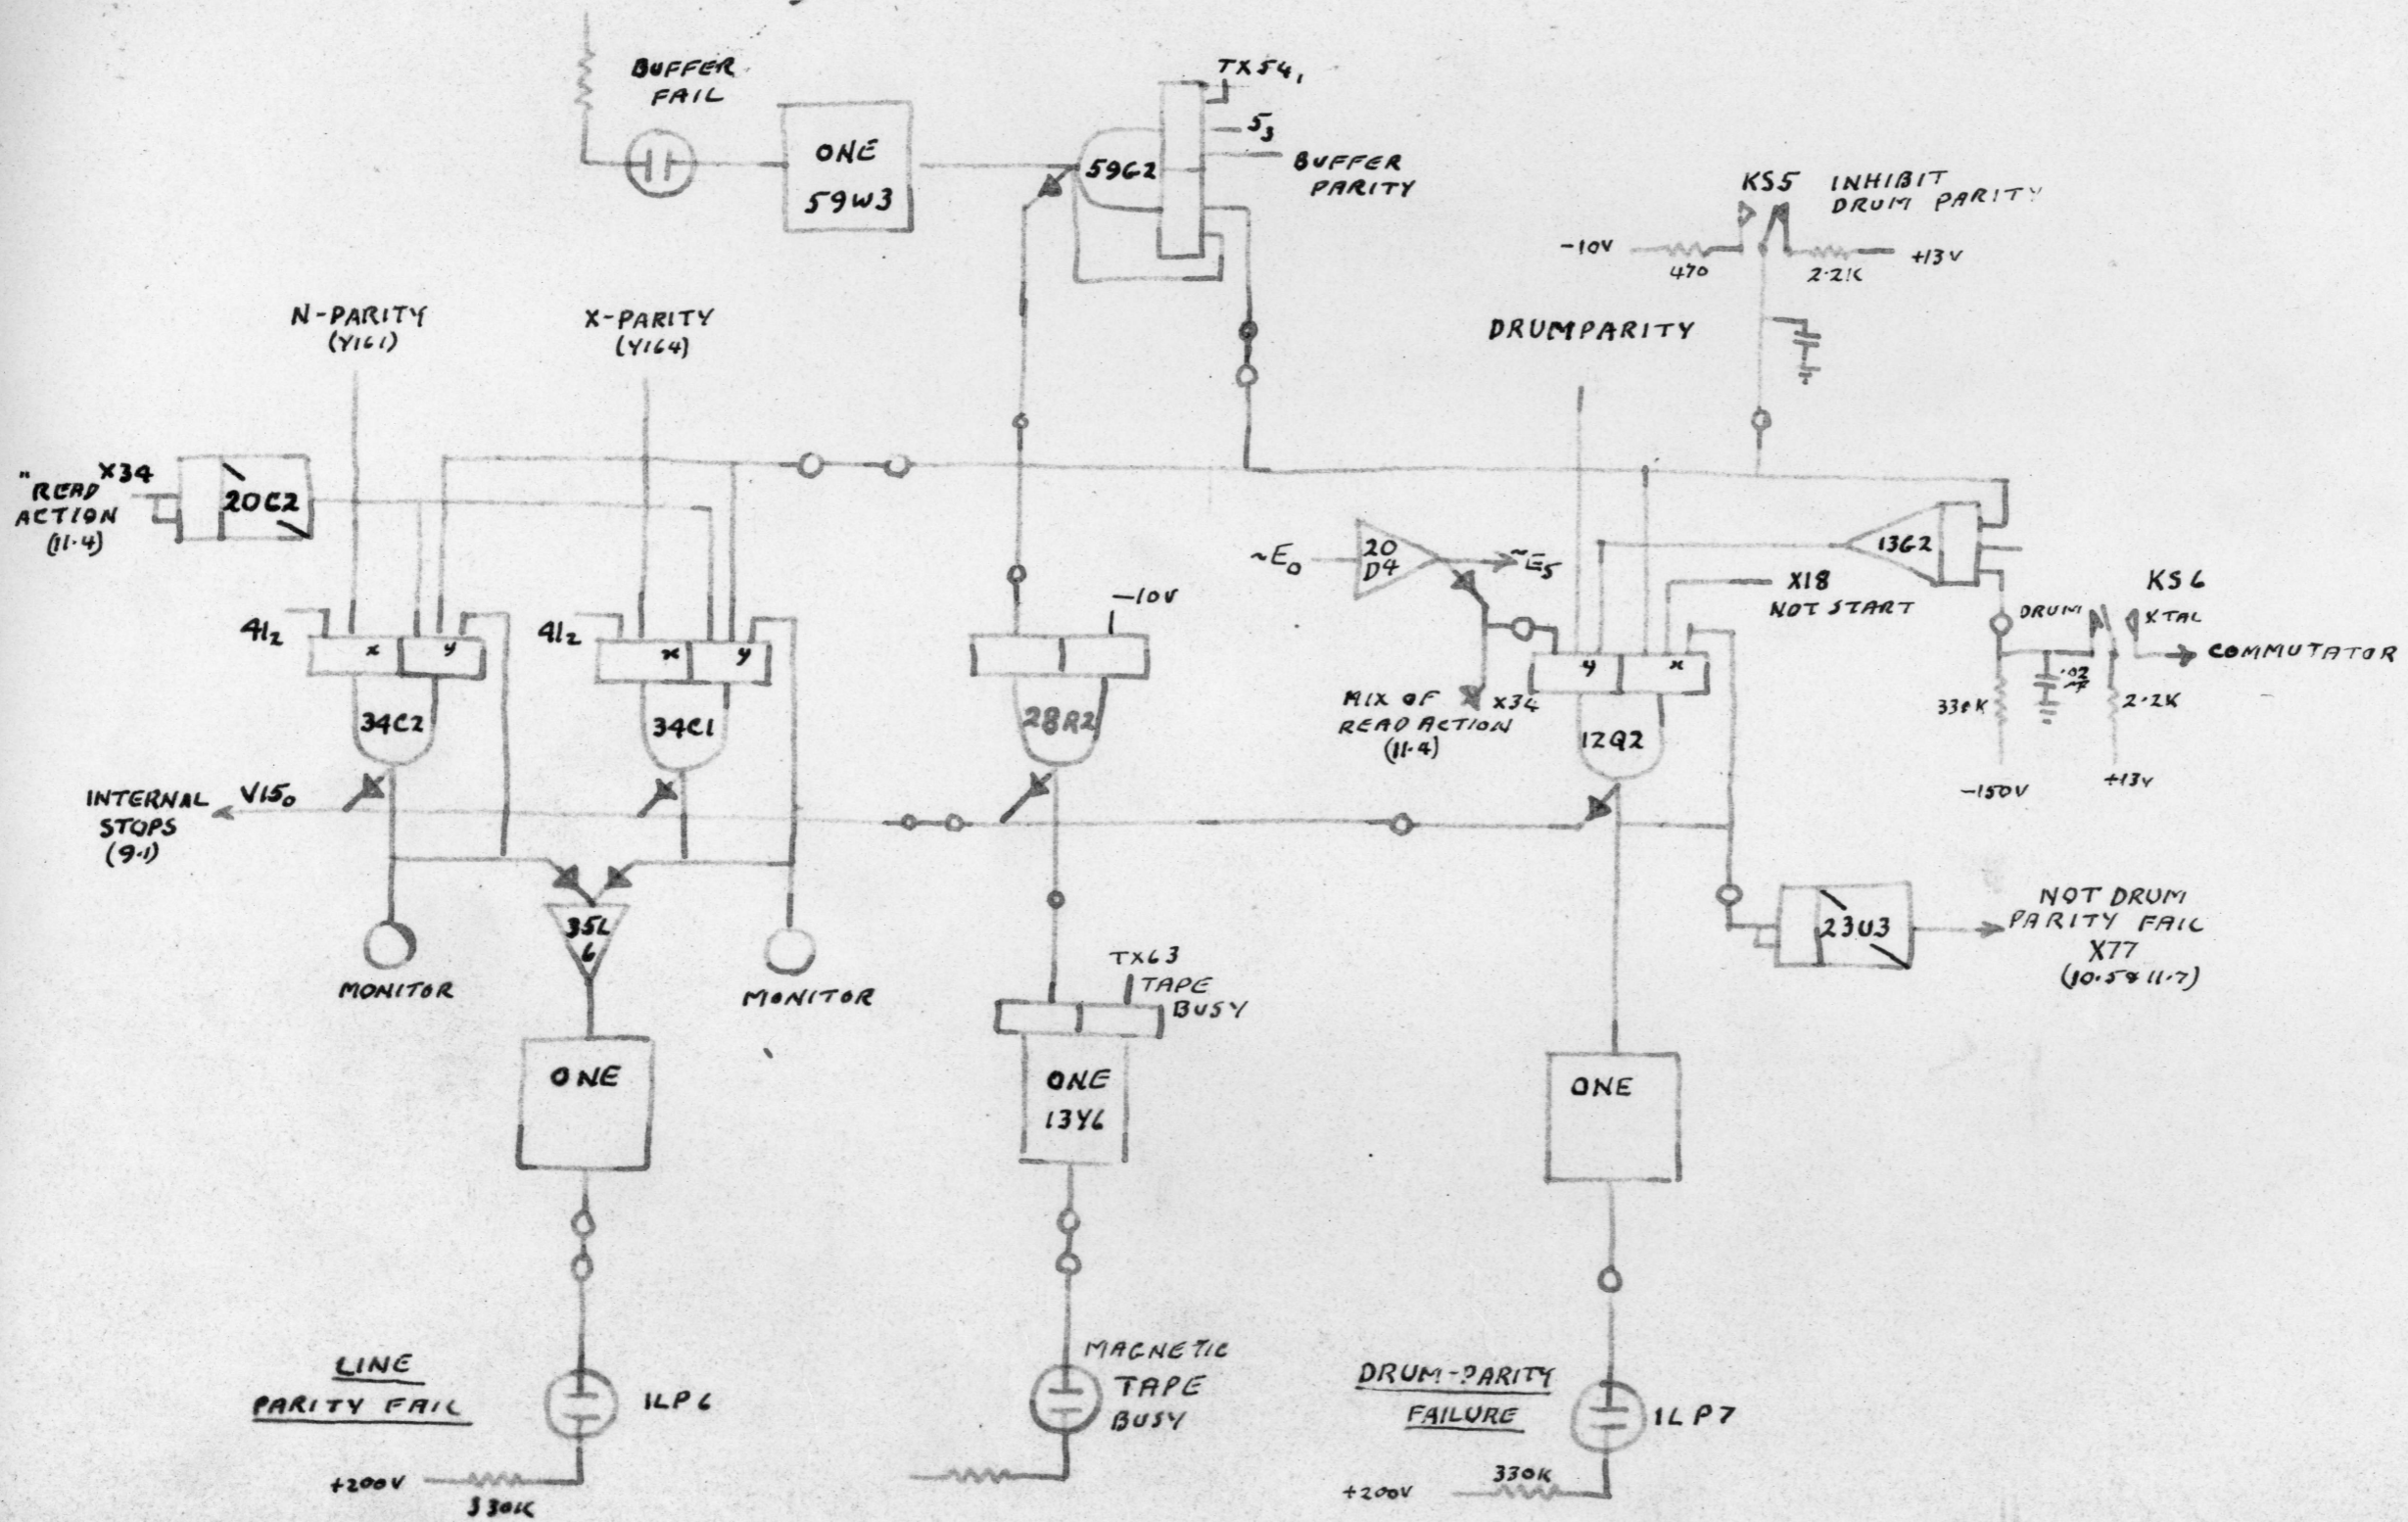 BUFFER
FAIL
ONE
59W3
59G2
TX54₁
5₃
BUFFER
PARITY
KS5 INHIBIT
DRUM PARITY
-10V
470
2.2K
+13V
N-PARITY
(Y161)
X-PARITY
(Y164)
DRUMPARITY
"READ X34
ACTION
(11.4)
20C2
~E₀
20
D4
~E₅
13G2
X18
NOT START
KS6
DRUM
XTAL
COMMUTATOR
.02
330K
2.2K
-150V
+13V
41₂
x
y
34C2
41₂
x
y
34C1
-10V
28R2
MIX OF X34
READ ACTION
(11.4)
y
x
12Q2
INTERNAL V15₀
STOPS
(9.1)
35L
6
MONITOR
MONITOR
TX63
TAPE
BUSY
23U3
NOT DRUM
PARITY FAIL
X77
(10.5 & 11.7)
ONE
ONE
13Y6
ONE
LINE
PARITY FAIL
1LP6
+200V
330K
MAGNETIC
TAPE
BUSY
DRUM-PARITY
FAILURE
1LP7
+200V
330K